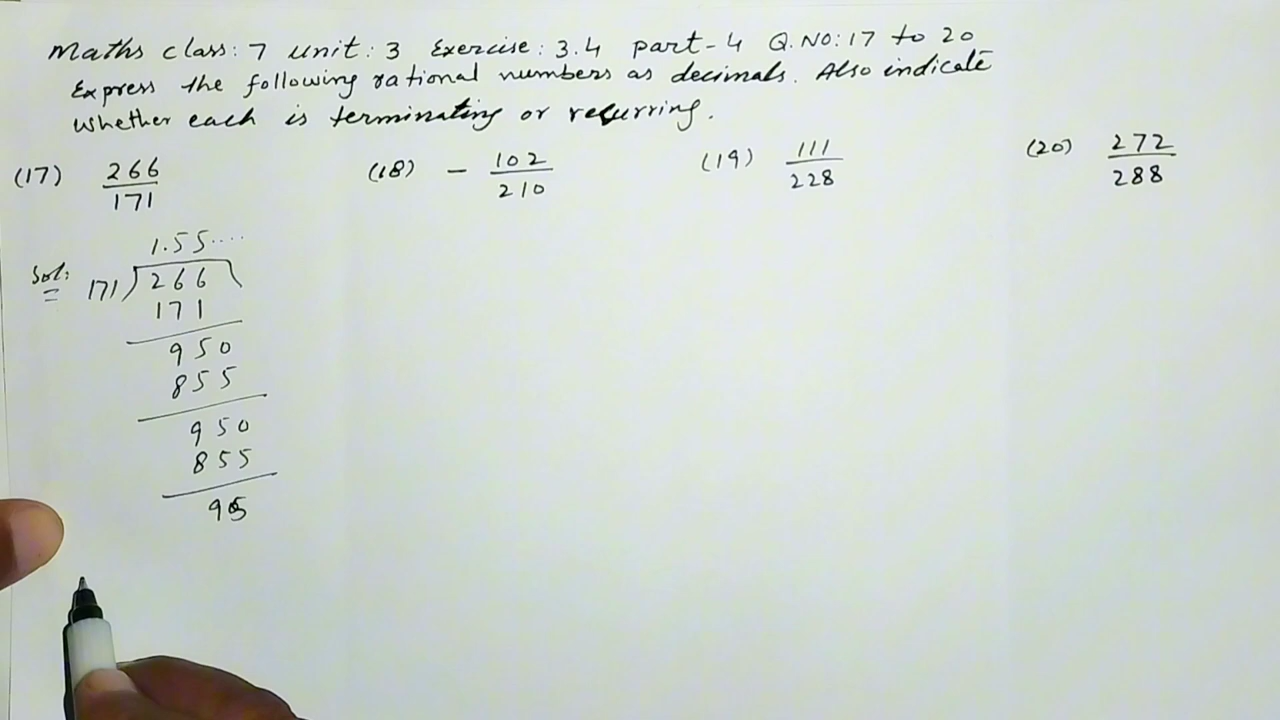 Maths class: 7 unit: 3 Exercise: 3.4 part-4 Q.NO:17 to 20
Express the following rational numbers as decimals. Also indicate
whether each is terminating or recurring.
(17) 266/171 (18) - 102/210 (19) 111/228 (20) 272/288
1.55....
Sol: 171)266
171
950
855
950
855
95